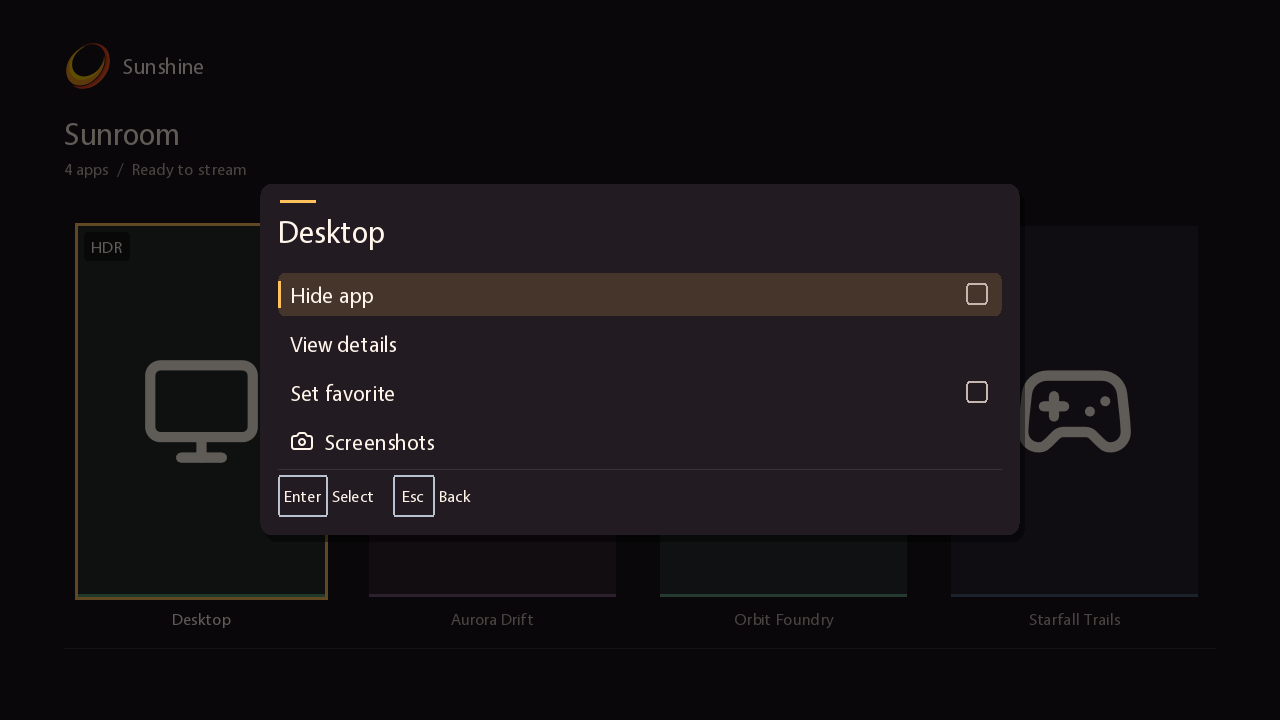 Sunshine
Sunroom
4 apps / Ready to stream
HDR
Desktop
Hide app
View details
Set favorite
Screenshots
Enter Select Esc Back
Desktop Aurora Drift Orbit Foundry Starfall Trails